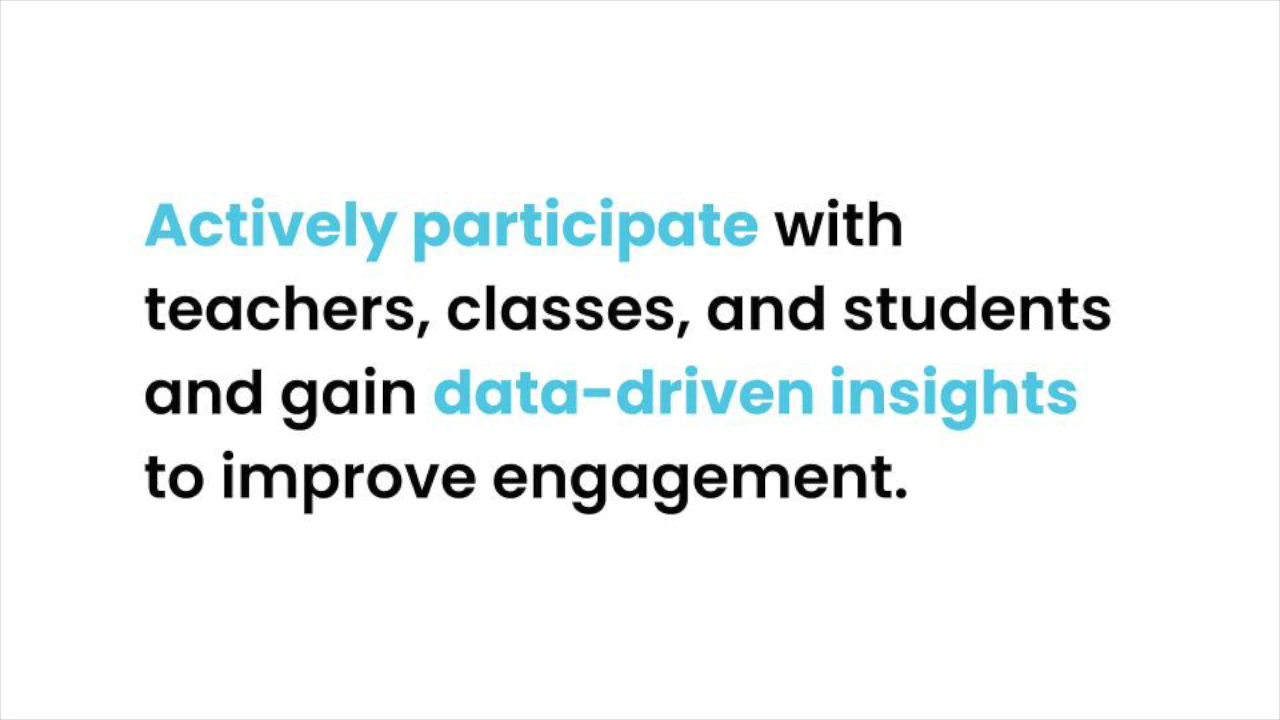 Actively participate with
teachers, classes, and students
and gain data-driven insights
to improve engagement.